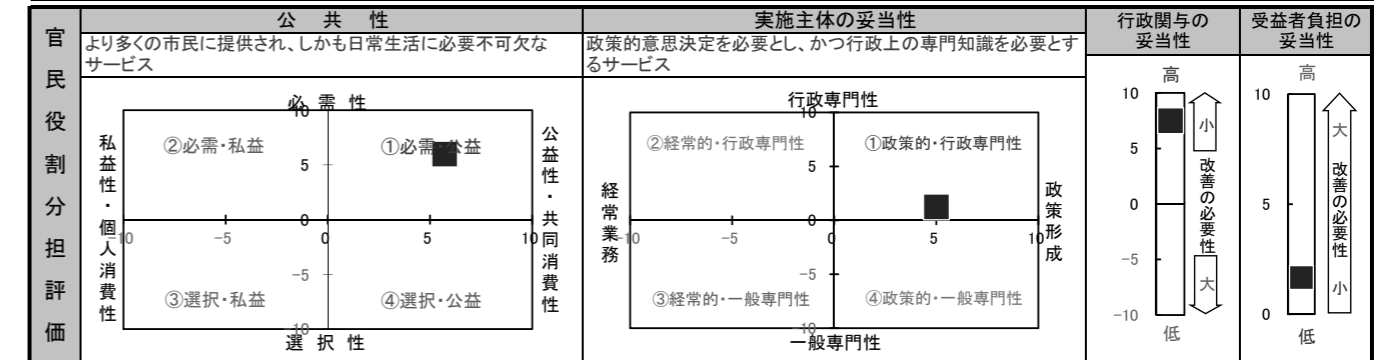 官民役割分担評価
公共性
より多くの市民に提供され、しかも日常生活に必要不可欠な
サービス
必需性
10
②必需・私益
①必需・公益
5
私益性・個人消費性
公益性・共同消費性
0
-10
-5
0
5
10
-5
③選択・私益
④選択・公益
-10
選択性
実施主体の妥当性
政策的意思決定を必要とし、かつ行政上の専門知識を必要とす
るサービス
行政専門性
10
②経常的・行政専門性
①政策的・行政専門性
5
経常業務
政策形成
0
-10
-5
0
5
10
-5
③経常的・一般専門性
④政策的・一般専門性
-10
一般専門性
行政関与の
妥当性
高
10
5
0
-5
-10
小
改善の必要性
大
低
受益者負担の
妥当性
高
10
5
0
大
改善の必要性
小
低